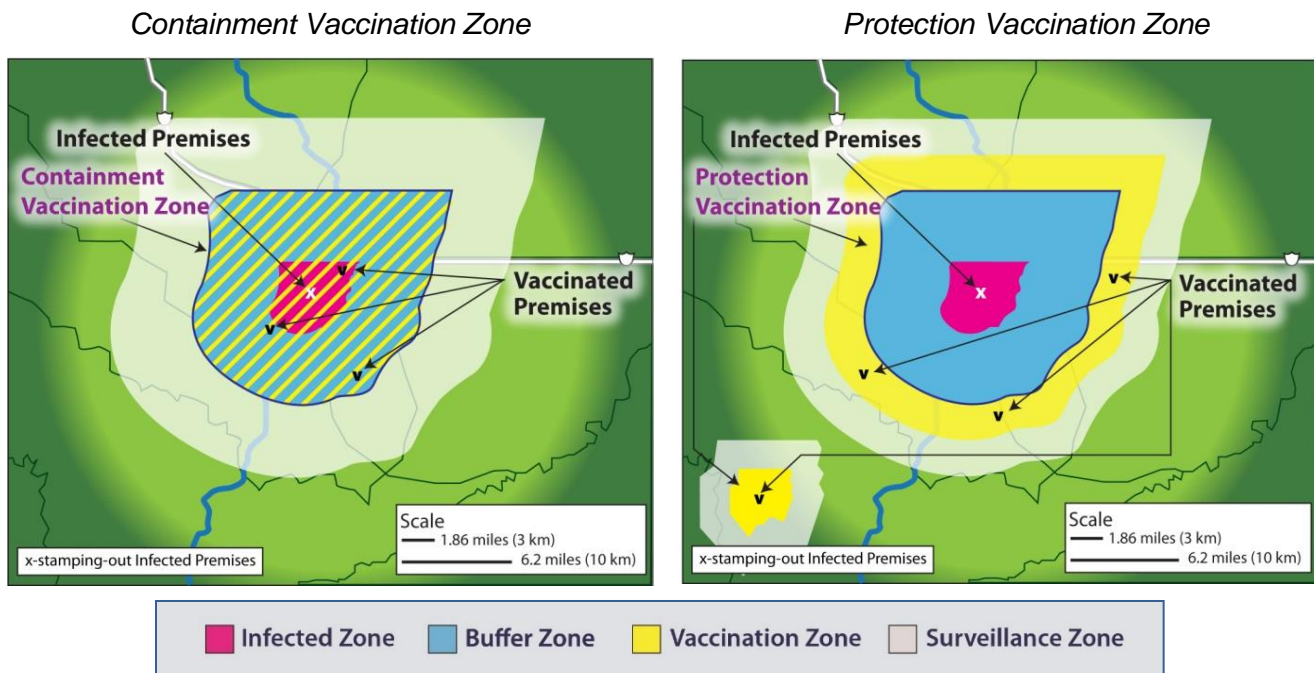 Containment Vaccination Zone
Infected Premises
Containment
Vaccination Zone
x
v
v
v
Vaccinated
Premises
x-stamping-out Infected Premises
Scale
1.86 miles (3 km)
6.2 miles (10 km)
Protection Vaccination Zone
Infected Premises
Protection
Vaccination Zone
x
v
v
v
v
Vaccinated
Premises
x-stamping-out Infected Premises
Scale
1.86 miles (3 km)
6.2 miles (10 km)
Infected Zone Buffer Zone Vaccination Zone Surveillance Zone